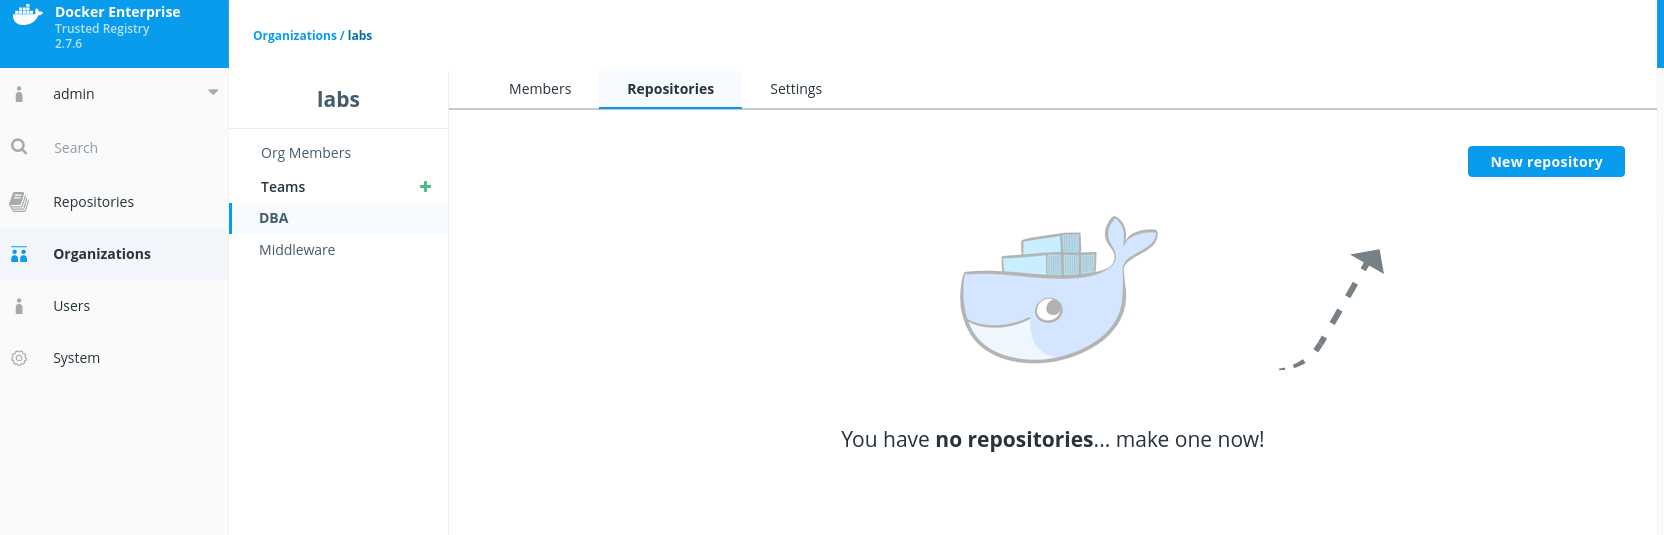 Docker Enterprise
Trusted Registry
2.7.6
admin
Search
Repositories
Organizations
Users
System
Organizations / labs
labs
Org Members
Teams +
DBA
Middleware
Members Repositories Settings
New repository
You have no repositories... make one now!